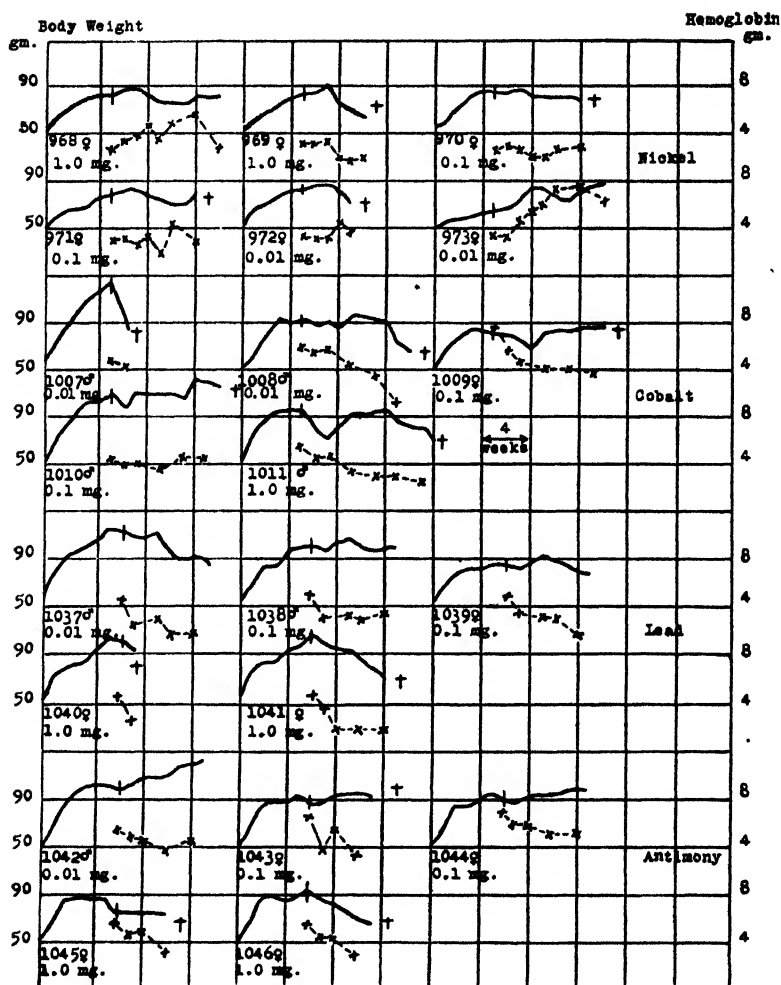 Body Weight Hemoglobin
gm. gm.
90 8
50 4
968♀ 969♀ 970♀
1.0 mg. 1.0 mg. 0.1 mg. Nickel
90 8
50 4
971♀ 972♀ 973♀
0.1 mg. 0.01 mg. 0.01 mg.
90 8
50 4
1007♂ 1008♂ 1009♀
0.01 mg. 0.01 mg. 0.1 mg. Cobalt
90 8
4
weeks
50 4
1010♂ 1011 ♂
0.1 mg. 1.0 mg.
90 8
50 4
1037♂ 1038♂ 1039♀
0.01 mg. 0.1 mg. 0.1 mg. Lead
90 8
50 4
1040♀ 1041 ♀
1.0 mg. 1.0 mg.
90 8
50 4
1042♂ 1043♀ 1044♀
0.01 mg. 0.1 mg. 0.1 mg. Antimony
90 8
50 4
1045♀ 1046♀
1.0 mg. 1.0 mg.